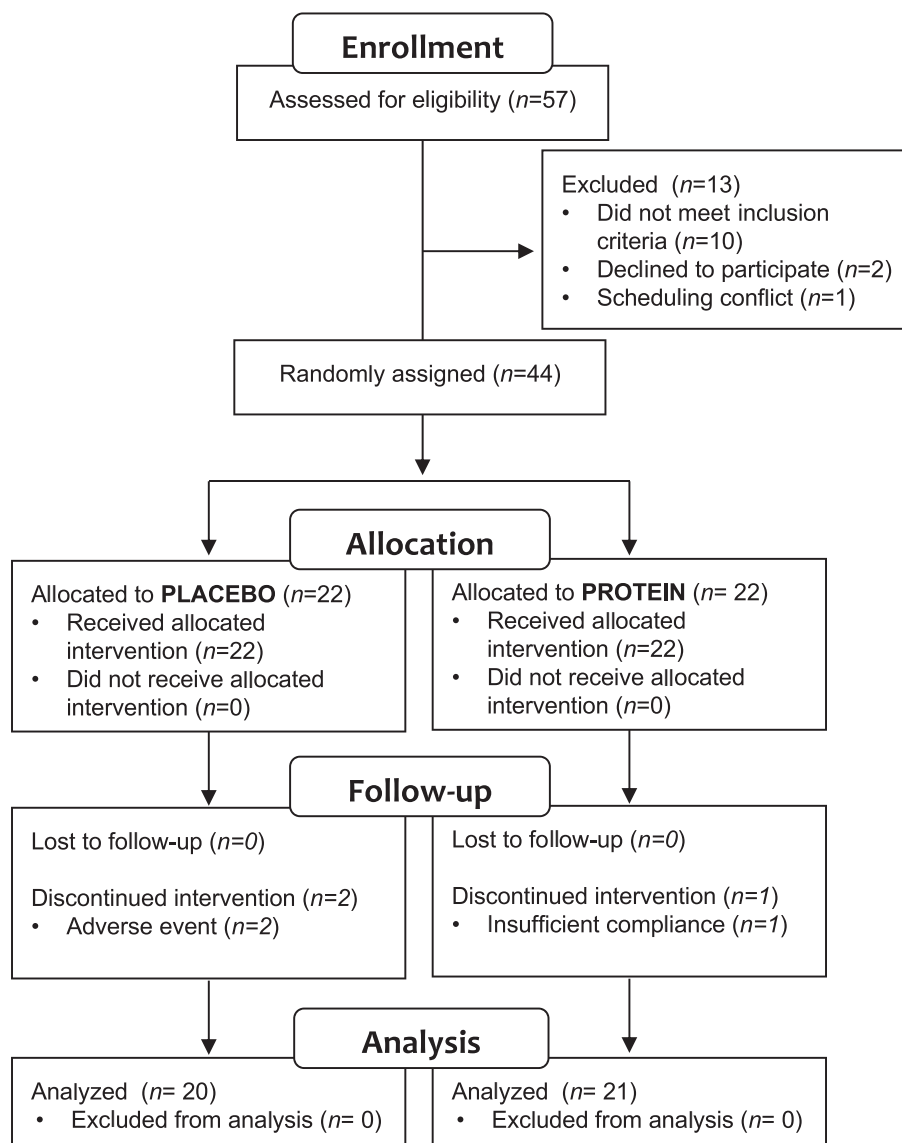 Enrollment
Assessed for eligibility (n=57)
Excluded (n=13)
• Did not meet inclusion
criteria (n=10)
• Declined to participate (n=2)
• Scheduling conflict (n=1)
Randomly assigned (n=44)
Allocation
Allocated to PLACEBO (n=22)
• Received allocated
intervention (n=22)
• Did not receive allocated
intervention (n=0)
Allocated to PROTEIN (n= 22)
• Received allocated
intervention (n=22)
• Did not receive allocated
intervention (n=0)
Follow-up
Lost to follow-up (n=0)
Discontinued intervention (n=2)
• Adverse event (n=2)
Lost to follow-up (n=0)
Discontinued intervention (n=1)
• Insufficient compliance (n=1)
Analysis
Analyzed (n= 20)
• Excluded from analysis (n= 0)
Analyzed (n= 21)
• Excluded from analysis (n= 0)